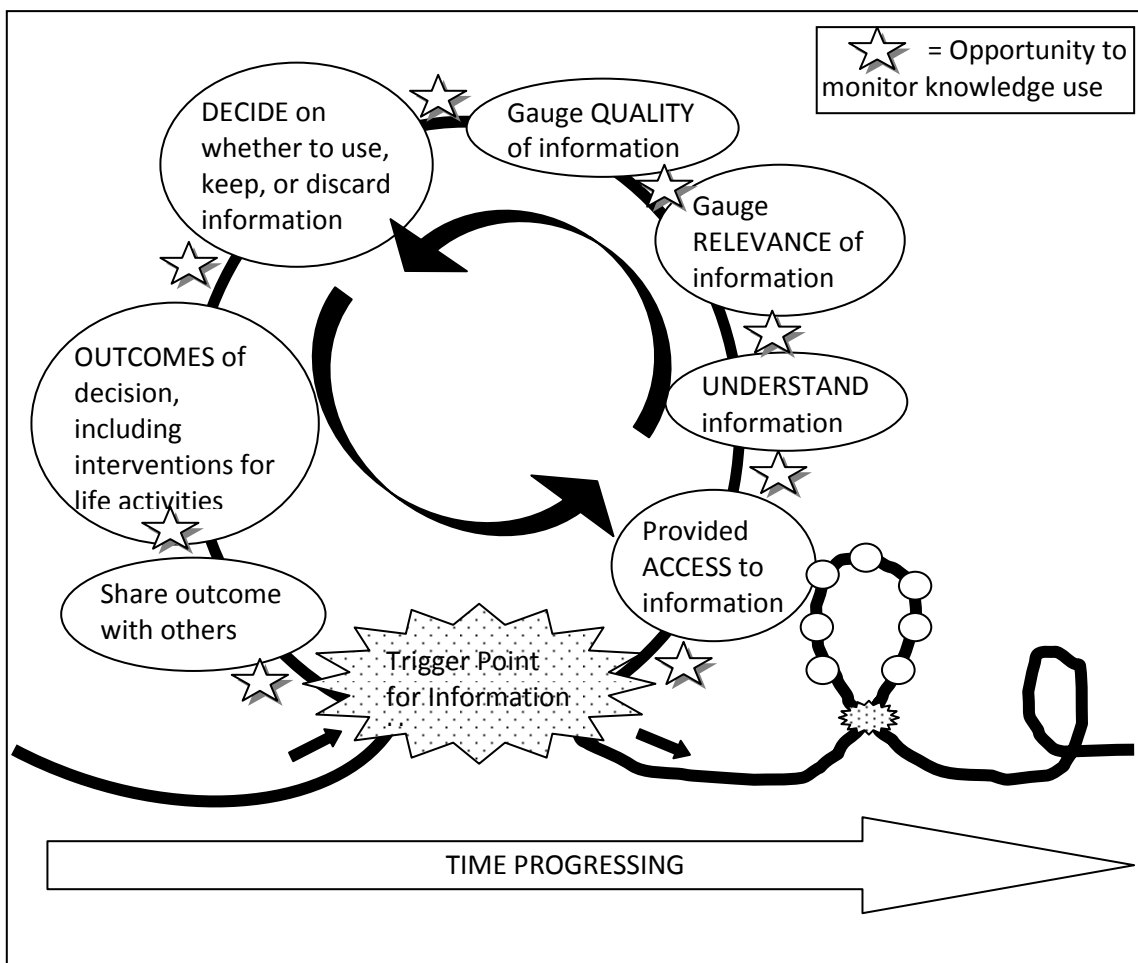 = Opportunity to
monitor knowledge use
DECIDE on
whether to use,
keep, or discard
information
Gauge QUALITY
of information
Gauge
RELEVANCE of
information
UNDERSTAND
information
Provided
ACCESS to
information
OUTCOMES of
decision,
including
interventions for
life activities
Share outcome
with others
Trigger Point
for Information
TIME PROGRESSING